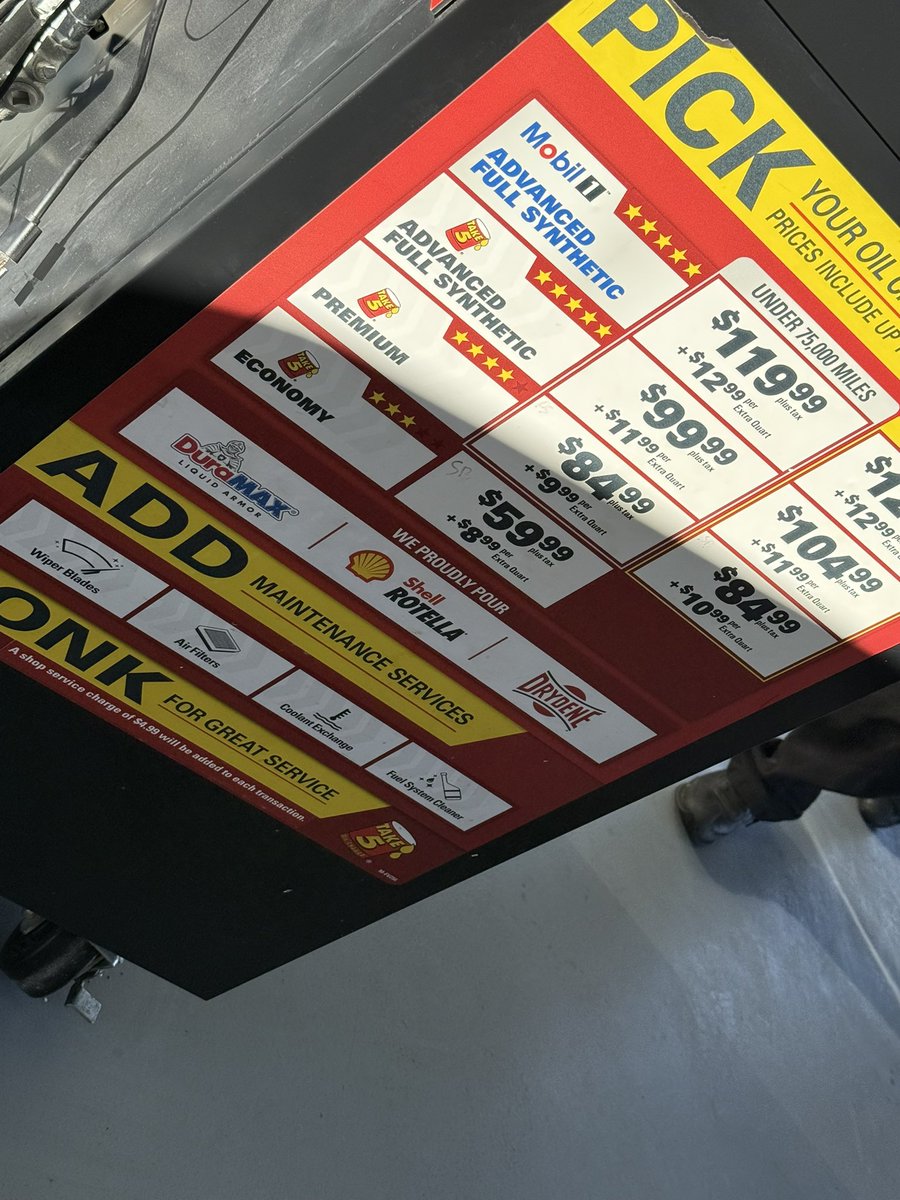 PICK
YOUR OIL
PRICES INCLUDE UP
UNDER 75,000 MILES
Mobil 1
ADVANCED
FULL SYNTHETIC
$119.99 plus tax
+$12.99 per
Extra Quart
+$12.99
TAKE 5
ADVANCED
FULL SYNTHETIC
$99.99 plus tax
+$11.99 per
Extra Quart
$104.99 plus tax
+$11.99 per
Extra Quart
TAKE 5
PREMIUM
$84.99 plus tax
+$9.99 per
Extra Quart
$84.99 plus tax
+$10.99 per
Extra Quart
TAKE 5
ECONOMY
$59.99 plus tax
+$8.99 per
Extra Quart
WE PROUDLY POUR
DuraMAX
LIQUID ARMOR
Shell
ROTELLA
DRYDENE
ADD MAINTENANCE SERVICES
Wiper Blades
Air Filters
Coolant Exchange
Fuel System Cleaner
ONK FOR GREAT SERVICE
A shop service charge of $4.99 will be added to each transaction.
TAKE 5